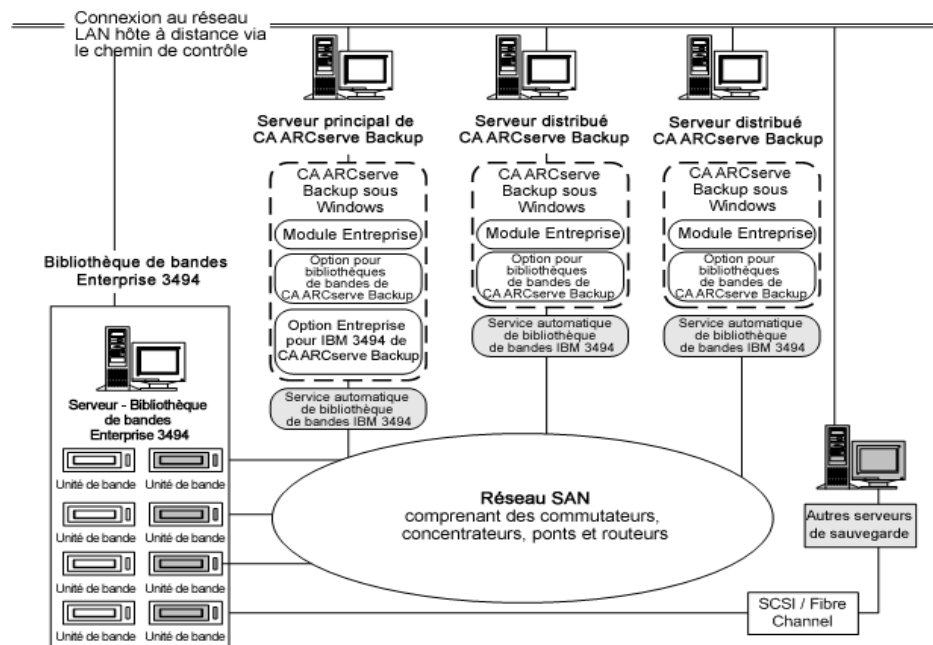 Connexion au réseau
LAN hôte à distance via
le chemin de contrôle
Serveur principal de
CA ARCserve Backup
Serveur distribué
CA ARCserve Backup
Serveur distribué
CA ARCserve Backup
CA ARCserve
Backup sous
Windows
Module Entreprise
Option pour
bibliothèques
de bandes de
CA ARCserve Backup
Option Entreprise
pour IBM 3494 de
CA ARCserve Backup
Service automatique
de bibliothèque
de bandes IBM 3494
CA ARCserve
Backup sous
Windows
Module Entreprise
Option pour
bibliothèques
de bandes de
CA ARCserve Backup
Service automatique
de bibliothèque
de bandes IBM 3494
CA ARCserve
Backup sous
Windows
Module Entreprise
Option pour
bibliothèques
de bandes de
CA ARCserve Backup
Service automatique
de bibliothèque
de bandes IBM 3494
Bibliothèque de bandes
Enterprise 3494
Serveur - Bibliothèque
de bandes
Enterprise 3494
Unité de bande
Unité de bande
Unité de bande
Unité de bande
Unité de bande
Unité de bande
Unité de bande
Unité de bande
Réseau SAN
comprenant des commutateurs,
concentrateurs, ponts et routeurs
Autres serveurs
de sauvegarde
SCSI / Fibre
Channel